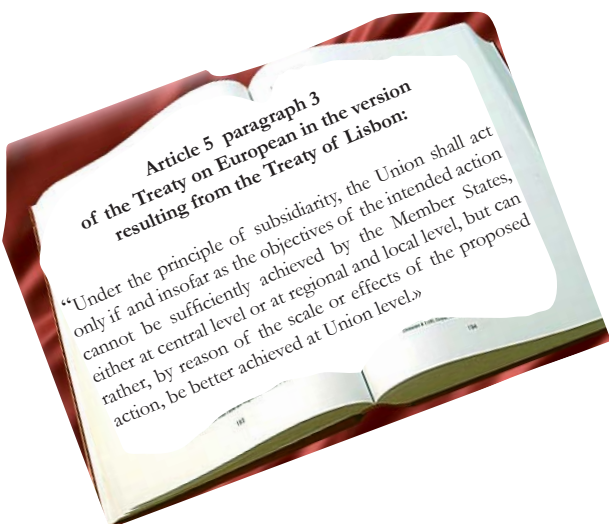 Article 5 paragraph 3
of the Treaty on European in the version
resulting from the Treaty of Lisbon:
“Under the principle of subsidiarity, the Union shall act
only if and insofar as the objectives of the intended action
cannot be sufficiently achieved by the Member States,
either at central level or at regional and local level, but can
rather, by reason of the scale or effects of the proposed
action, be better achieved at Union level.»